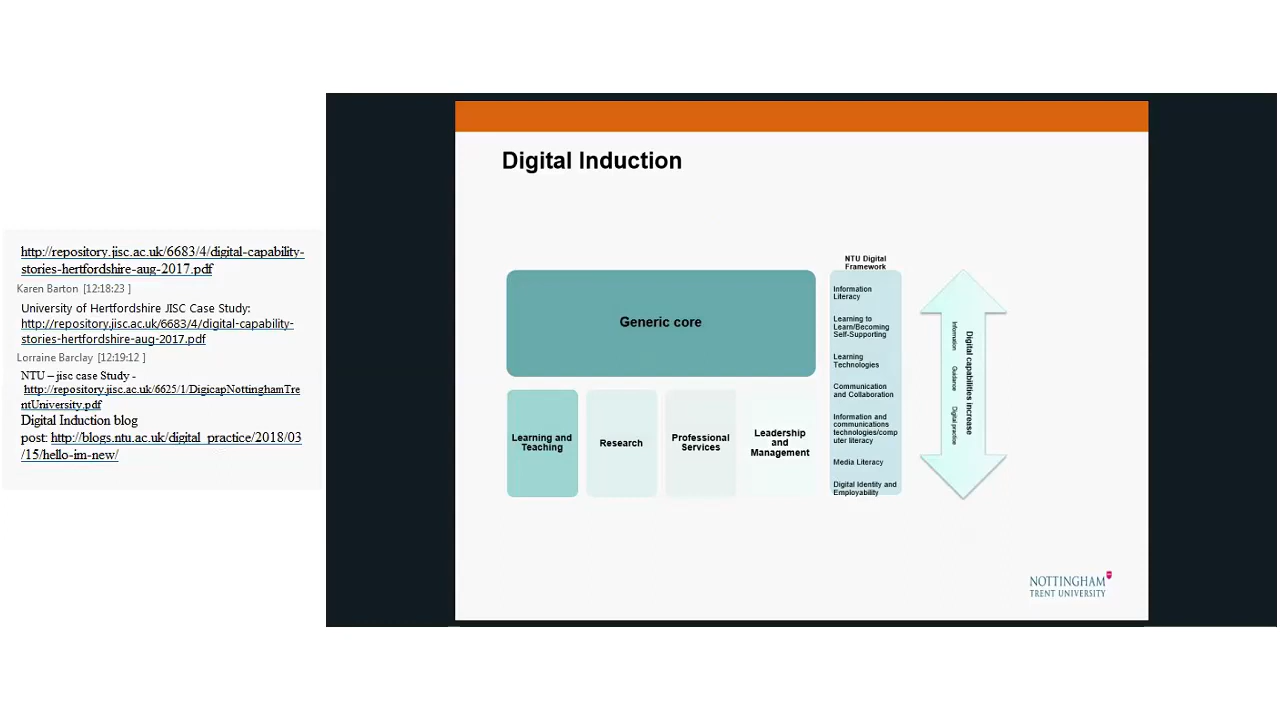 http://repository.jisc.ac.uk/6683/4/digital-capability-
stories-hertfordshire-aug-2017.pdf
Karen Barton [12:18:23 ]
University of Hertfordshire JISC Case Study:
http://repository.jisc.ac.uk/6683/4/digital-capability-
stories-hertfordshire-aug-2017.pdf
Lorraine Barclay [12:19:12 ]
NTU – jisc case Study -
http://repository.jisc.ac.uk/6625/1/DigicapNottinghamTre
ntUniversity.pdf
Digital Induction blog
post: http://blogs.ntu.ac.uk/digital_practice/2018/03
/15/hello-im-new/
Digital Induction
Generic core
Learning and
Teaching
Research
Professional
Services
Leadership
and
Management
NTU Digital
Framework
Information
Literacy
Learning to
Learn/Becoming
Self-Supporting
Learning
Technologies
Communication
and Collaboration
Information and
communications
technologies/comp
uter literacy
Media Literacy
Digital Identity and
Employability
Digital capabilities increase
Information
Guidance
Digital practice
NOTTINGHAM
TRENT UNIVERSITY